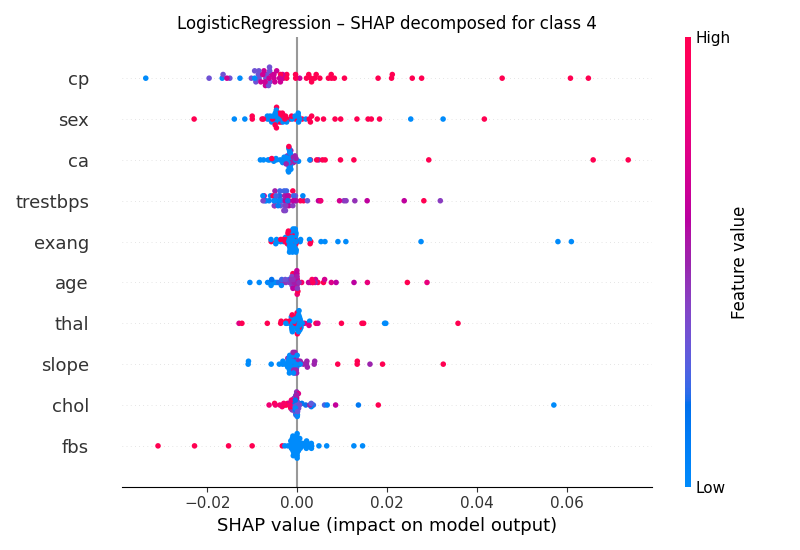 LogisticRegression – SHAP decomposed for class 4
High
cp
sex
ca
trestbps
exang
age
thal
slope
chol
fbs
Feature value
Low
−0.02 0.00 0.02 0.04 0.06
SHAP value (impact on model output)